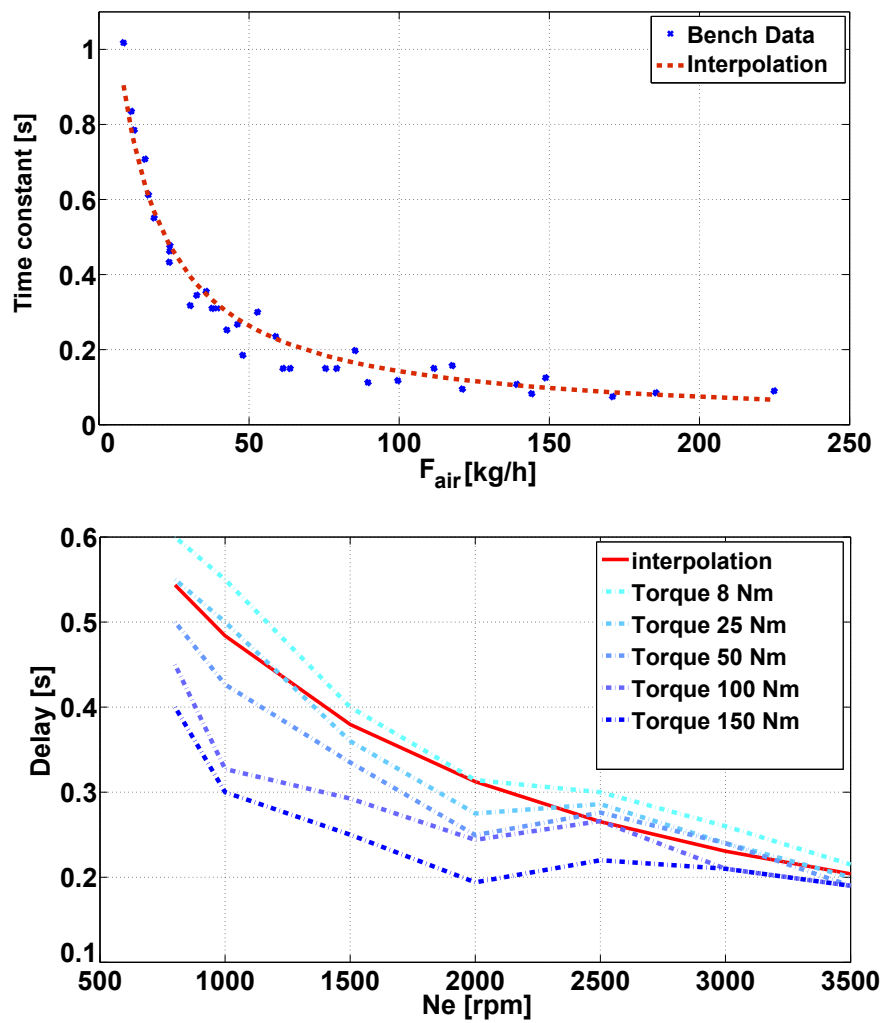 Bench Data
Interpolation
1
0.8
0.6
0.4
0.2
0
Time constant [s]
0 50 100 150 200 250
F_air [kg/h]
interpolation
Torque 8 Nm
Torque 25 Nm
Torque 50 Nm
Torque 100 Nm
Torque 150 Nm
0.6
0.5
0.4
0.3
0.2
0.1
Delay [s]
500 1000 1500 2000 2500 3000 3500
Ne [rpm]